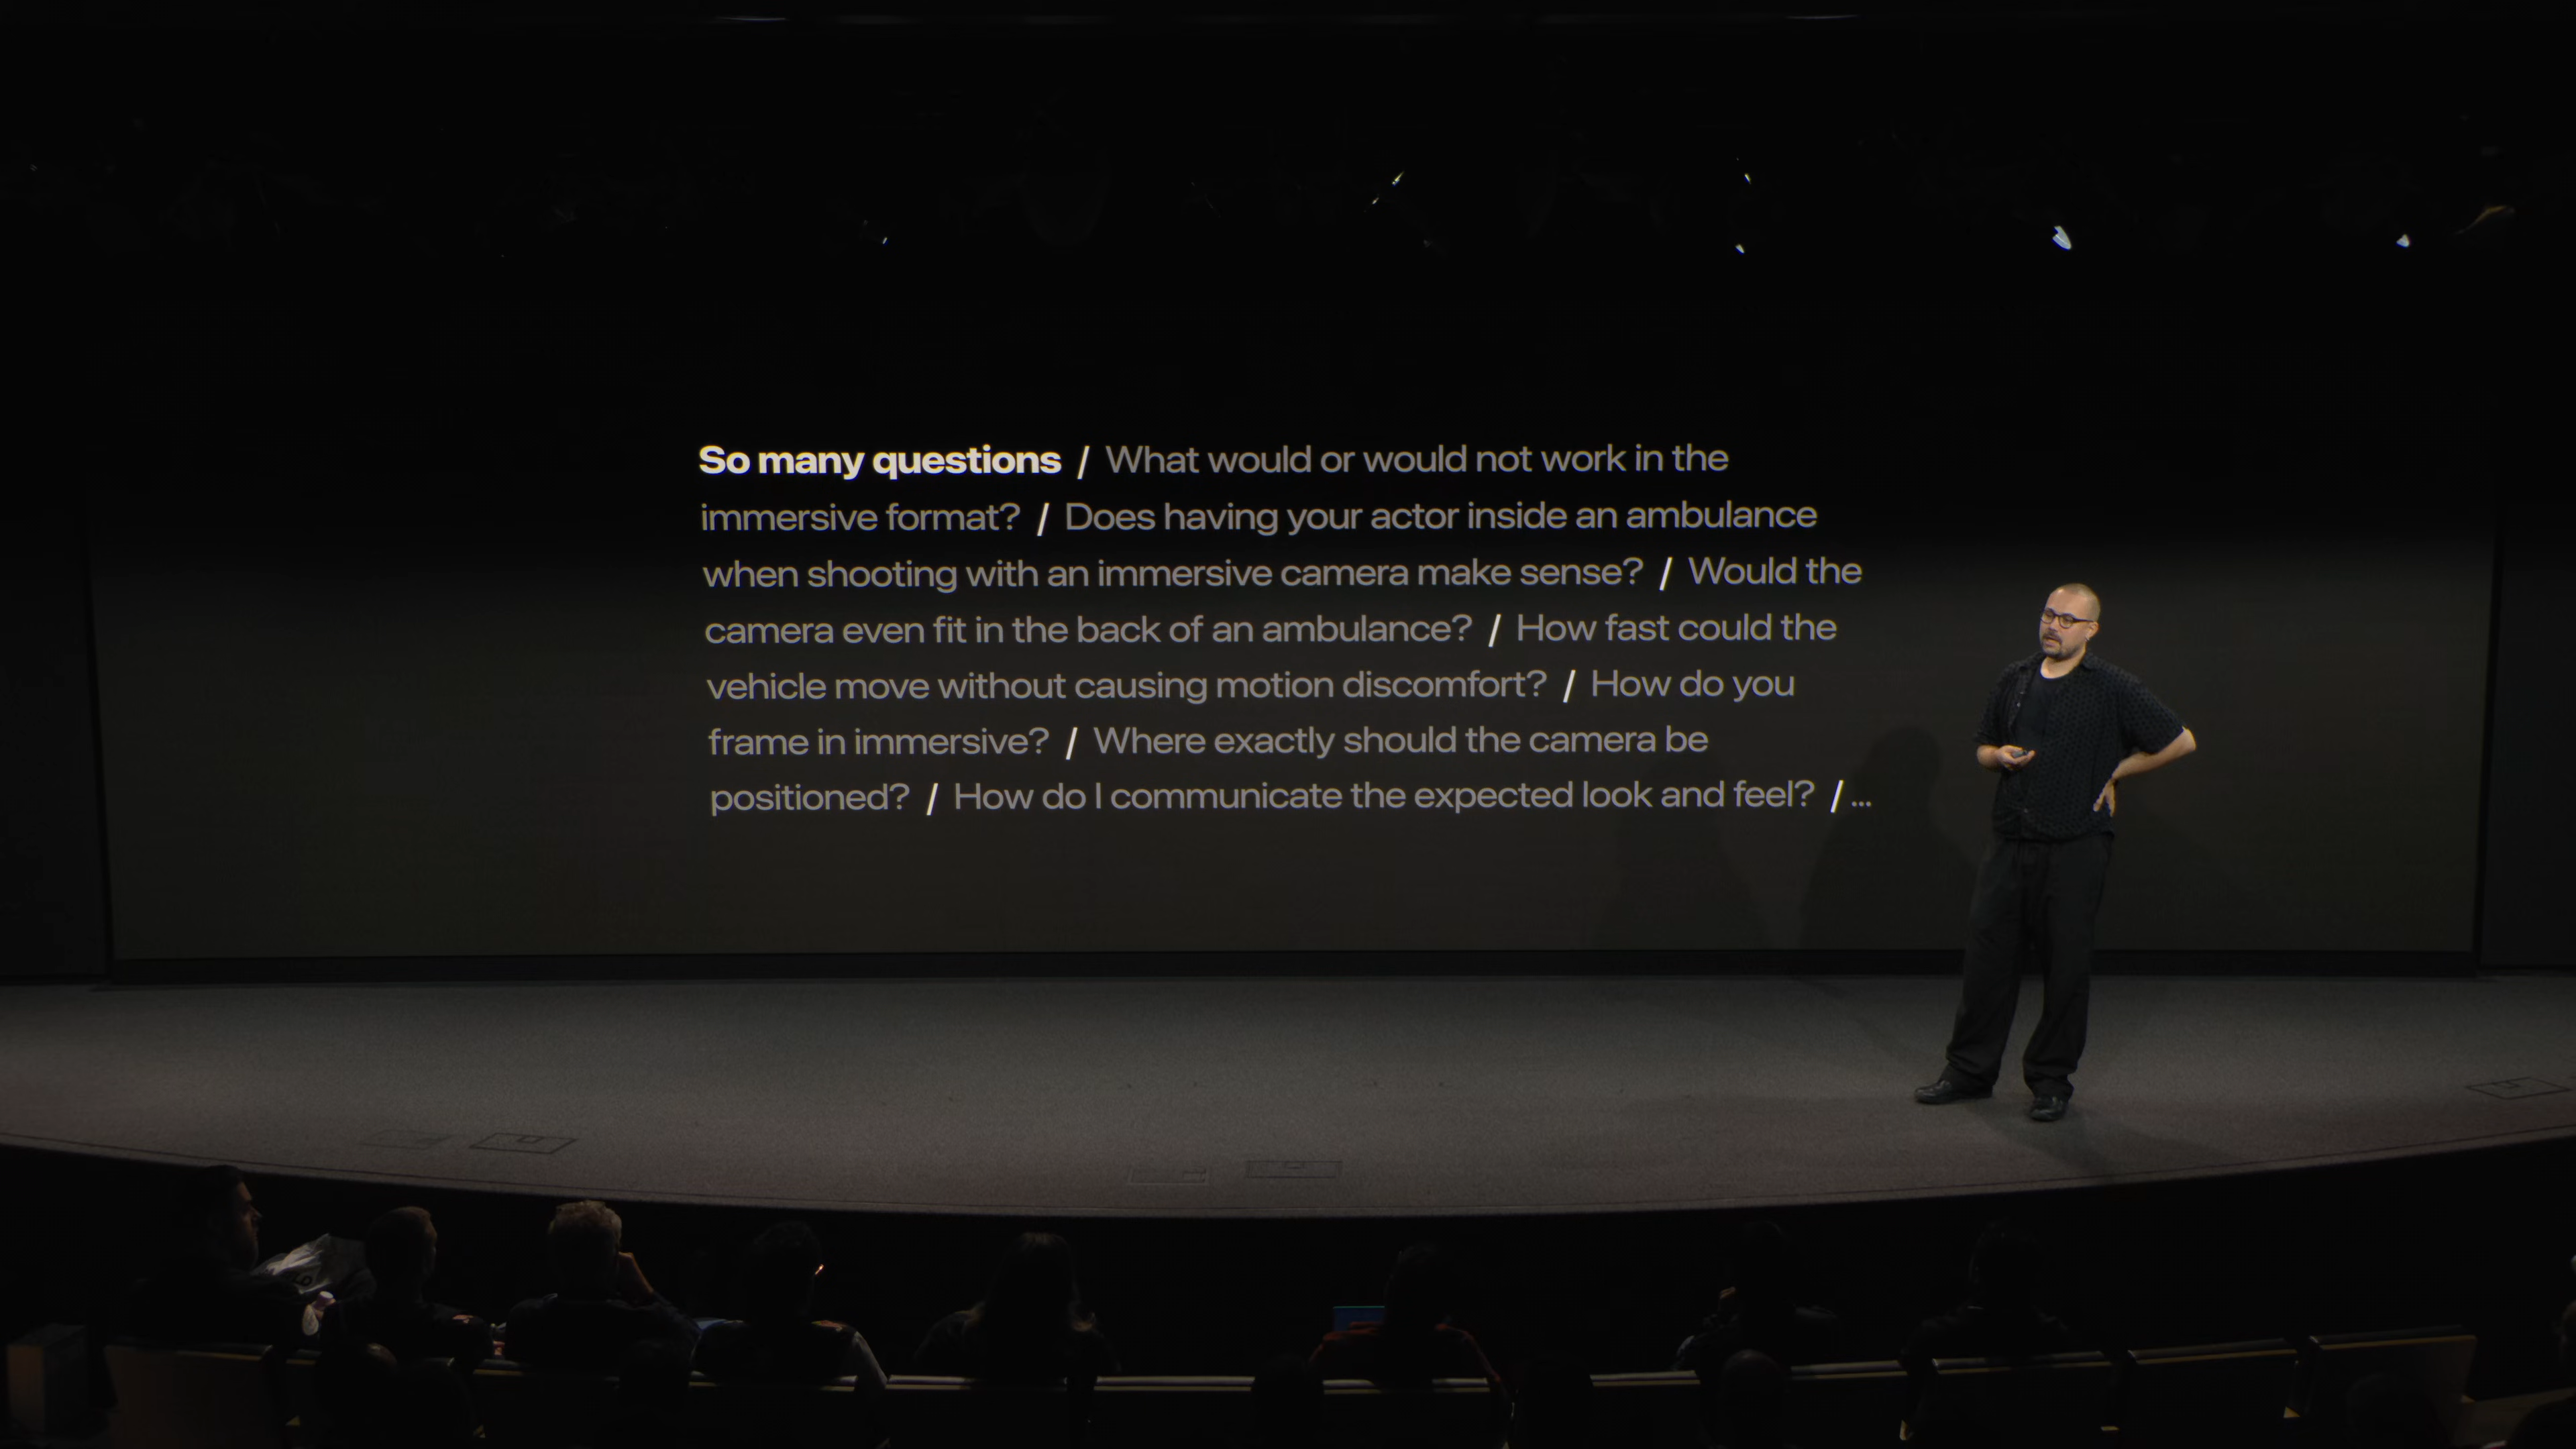 So many questions / What would or would not work in the
immersive format? / Does having your actor inside an ambulance
when shooting with an immersive camera make sense? / Would the
camera even fit in the back of an ambulance? / How fast could the
vehicle move without causing motion discomfort? / How do you
frame in immersive? / Where exactly should the camera be
positioned? / How do I communicate the expected look and feel? / ...